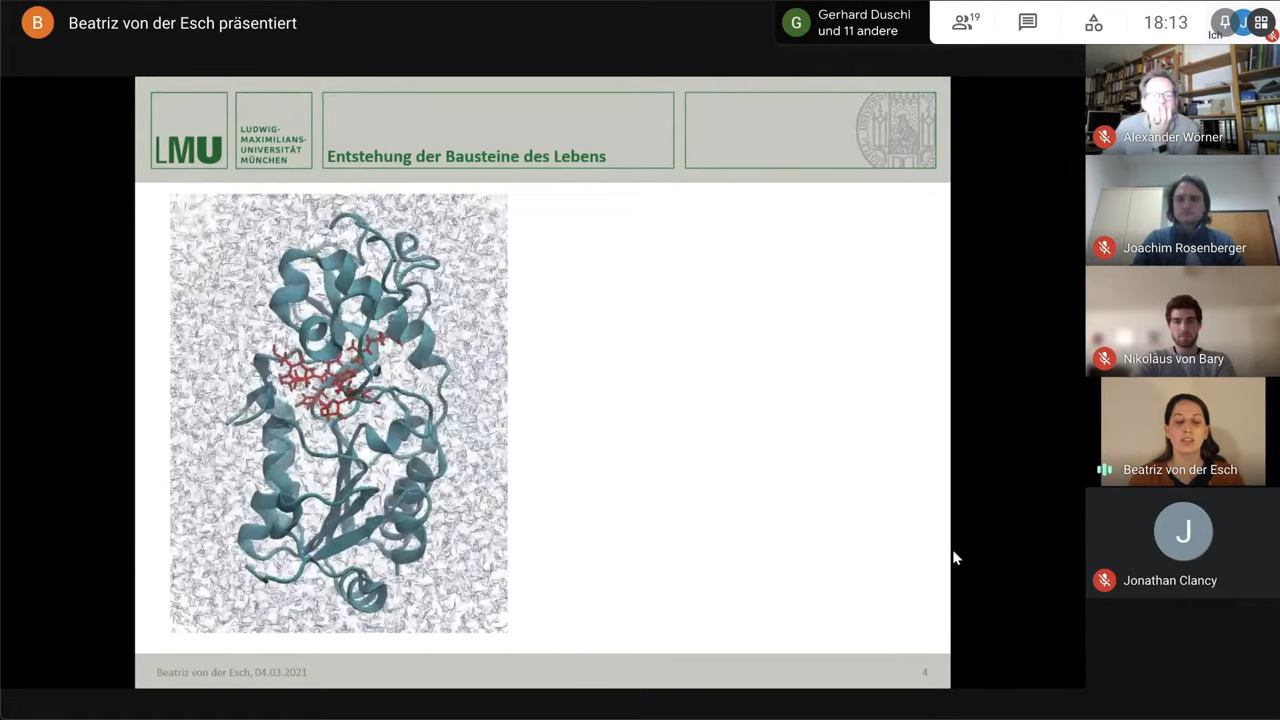 B
Beatriz von der Esch präsentiert
G
Gerhard Duschl
und 11 andere
19
18:13
J
Ich
LMU
LUDWIG-
MAXIMILIANS-
UNIVERSITÄT
MÜNCHEN
Entstehung der Bausteine des Lebens
Alexander Wörner
Joachim Rosenberger
Nikolaus von Bary
Beatriz von der Esch
J
Jonathan Clancy
Beatriz von der Esch, 04.03.2021
4